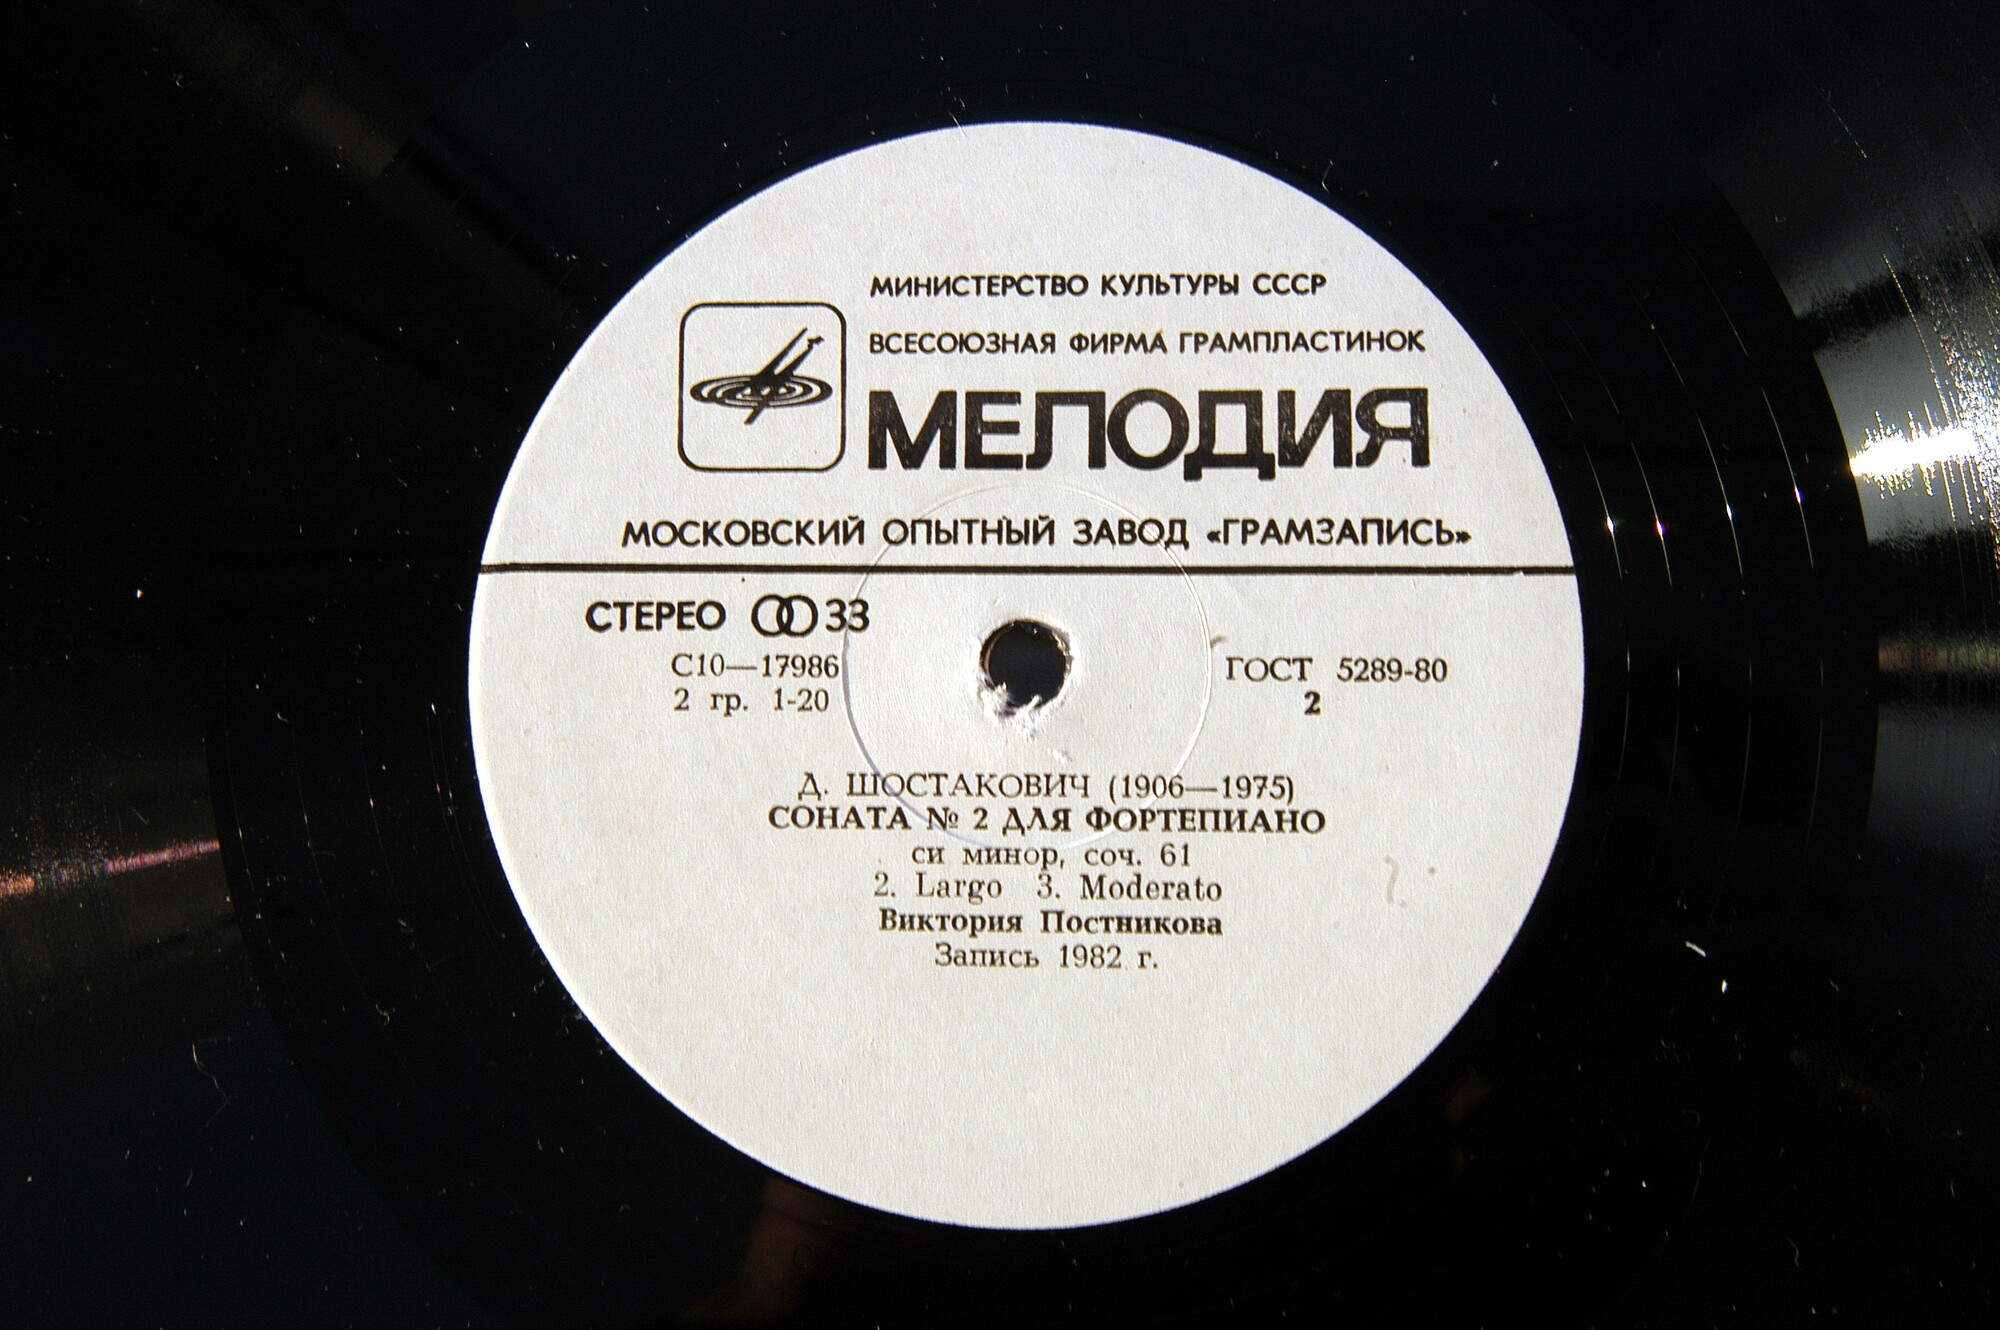 МИНИСТЕРСТВО КУЛЬТУРЫ СССР
ВСЕСОЮЗНАЯ ФИРМА ГРАМПЛАСТИНОК
МЕЛОДИЯ
МОСКОВСКИЙ ОПЫТНЫЙ ЗАВОД «ГРАМЗАПИСЬ»
СТЕРЕО 33
С10—17986
2 гр. 1-20
ГОСТ 5289-80
2
Д. ШОСТАКОВИЧ (1906—1975)
СОНАТА № 2 ДЛЯ ФОРТЕПИАНО
си минор, соч. 61
2. Largo 3. Moderato
Виктория Постникова
Запись 1982 г.